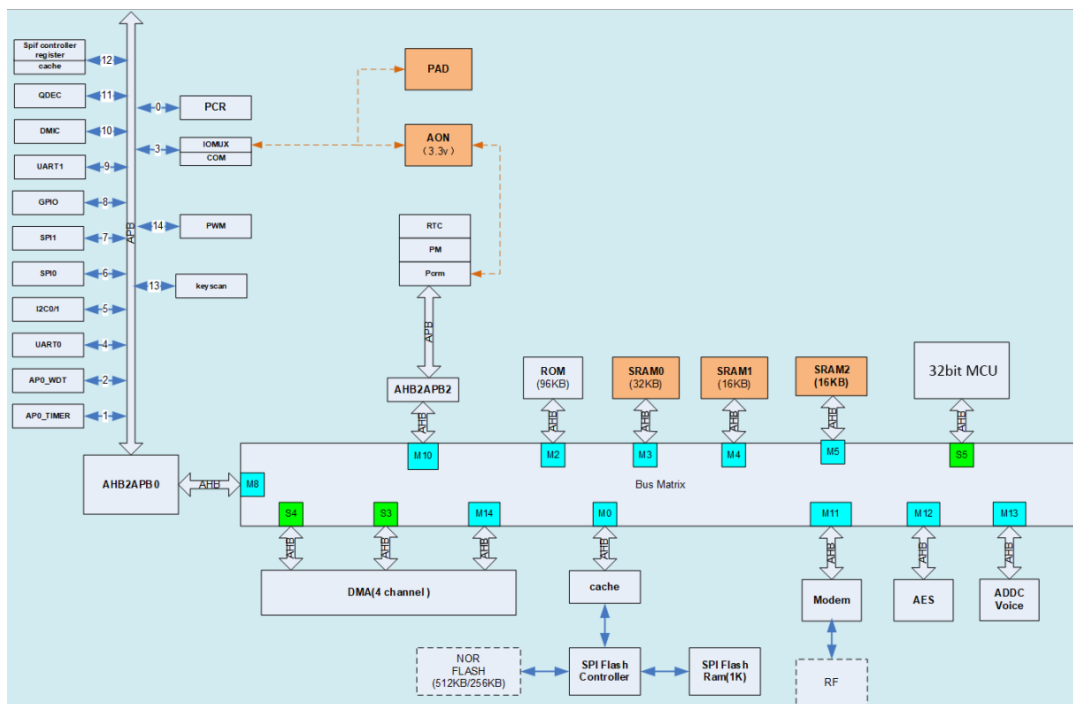 Spif controller
register
cache
12
QDEC
11
DMIC
10
UART1
9
GPIO
8
SPI1
7
SPI0
6
I2C0/1
5
UART0
4
AP0_WDT
2
AP0_TIMER
1
APB
0
PCR
3
IOMUX
COM
14
PWM
13
keyscan
PAD
AON
(3.3v)
RTC
PM
Pcrm
APB
AHB2APB2
AHB
ROM
(96KB)
AHB
SRAM0
(32KB)
AHB
SRAM1
(16KB)
AHB
SRAM2
(16KB)
AHB
32bit MCU
AHB
AHB2APB0
AHB
M8
M10
M2
M3
M4
M5
S5
Bus Matrix
S4
S3
M14
M0
M11
M12
M13
AHB
AHB
AHB
AHB
AHB
AHB
AHB
DMA(4 channel )
cache
Modem
AES
ADDC
Voice
NOR
FLASH
(512KB/256KB)
SPI Flash
Controller
SPI Flash
Ram(1K)
RF